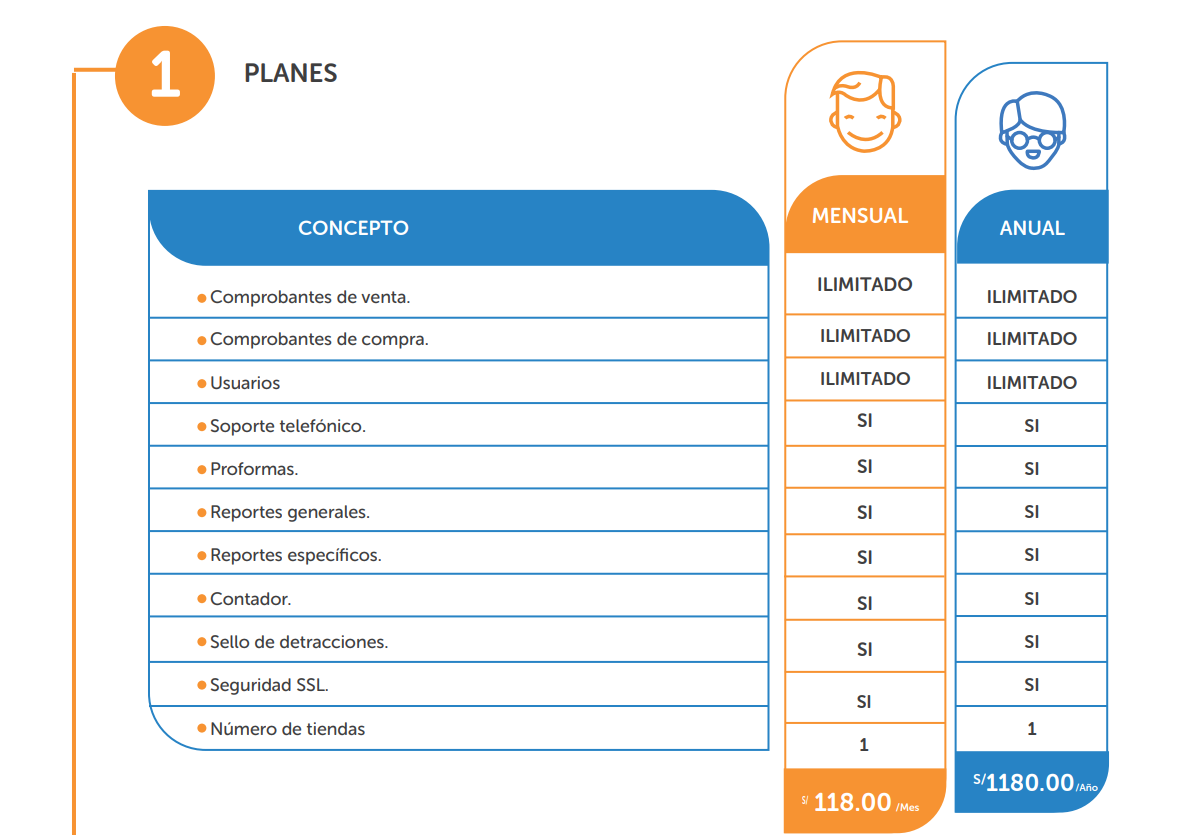 1
PLANES
CONCEPTO MENSUAL ANUAL
Comprobantes de venta. ILIMITADO ILIMITADO
Comprobantes de compra. ILIMITADO ILIMITADO
Usuarios ILIMITADO ILIMITADO
Soporte telefónico. SI SI
Proformas. SI SI
Reportes generales. SI SI
Reportes específicos. SI SI
Contador. SI SI
Sello de detracciones. SI SI
Seguridad SSL. SI SI
Número de tiendas 1 1
S/ 118.00 /Mes S/1180.00/Año